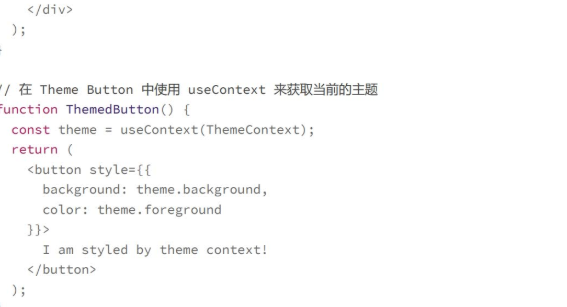 </div>
);
}
// 在 Theme Button 中使用 useContext 来获取当前的主题
function ThemedButton() {
const theme = useContext(ThemeContext);
return (
<button style={{
background: theme.background,
color: theme.foreground
}}>
I am styled by theme context!
</button>
);